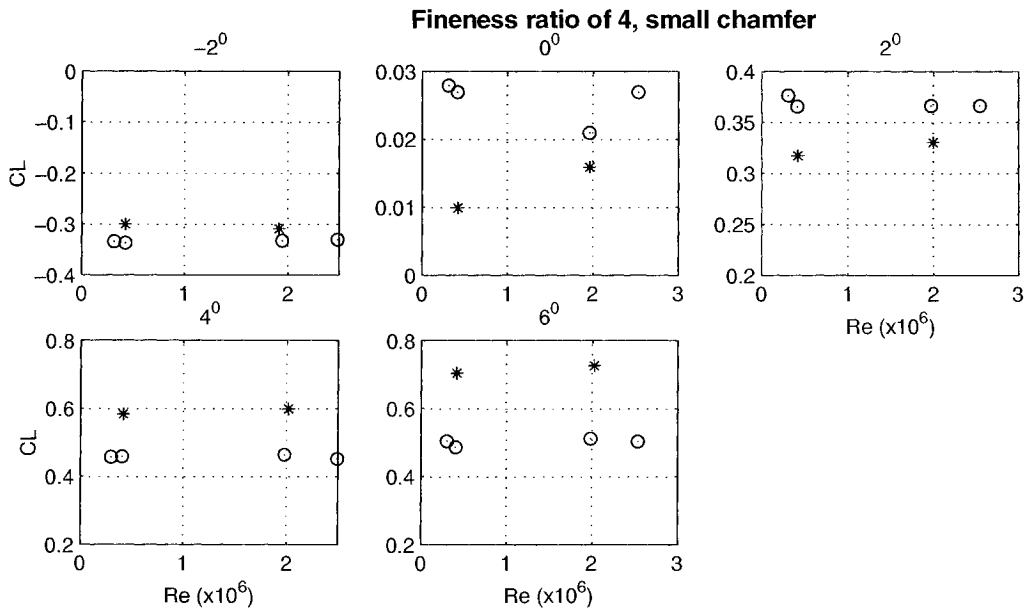 Fineness ratio of 4, small chamfer
−2⁰ 0⁰ 2⁰
0 0.03 0.4
−0.1 0.02 0.35
CL
−0.2 0.3
−0.3 0.01 0.25
−0.4 0 0.2
0 1 2 0 1 2 3 0 1 2 3
4⁰ 6⁰ Re (x10⁶)
0.8 0.8
0.6 0.6
CL
0.4 0.4
0.2 0.2
0 1 2 0 1 2 3
Re (x10⁶) Re (x10⁶)